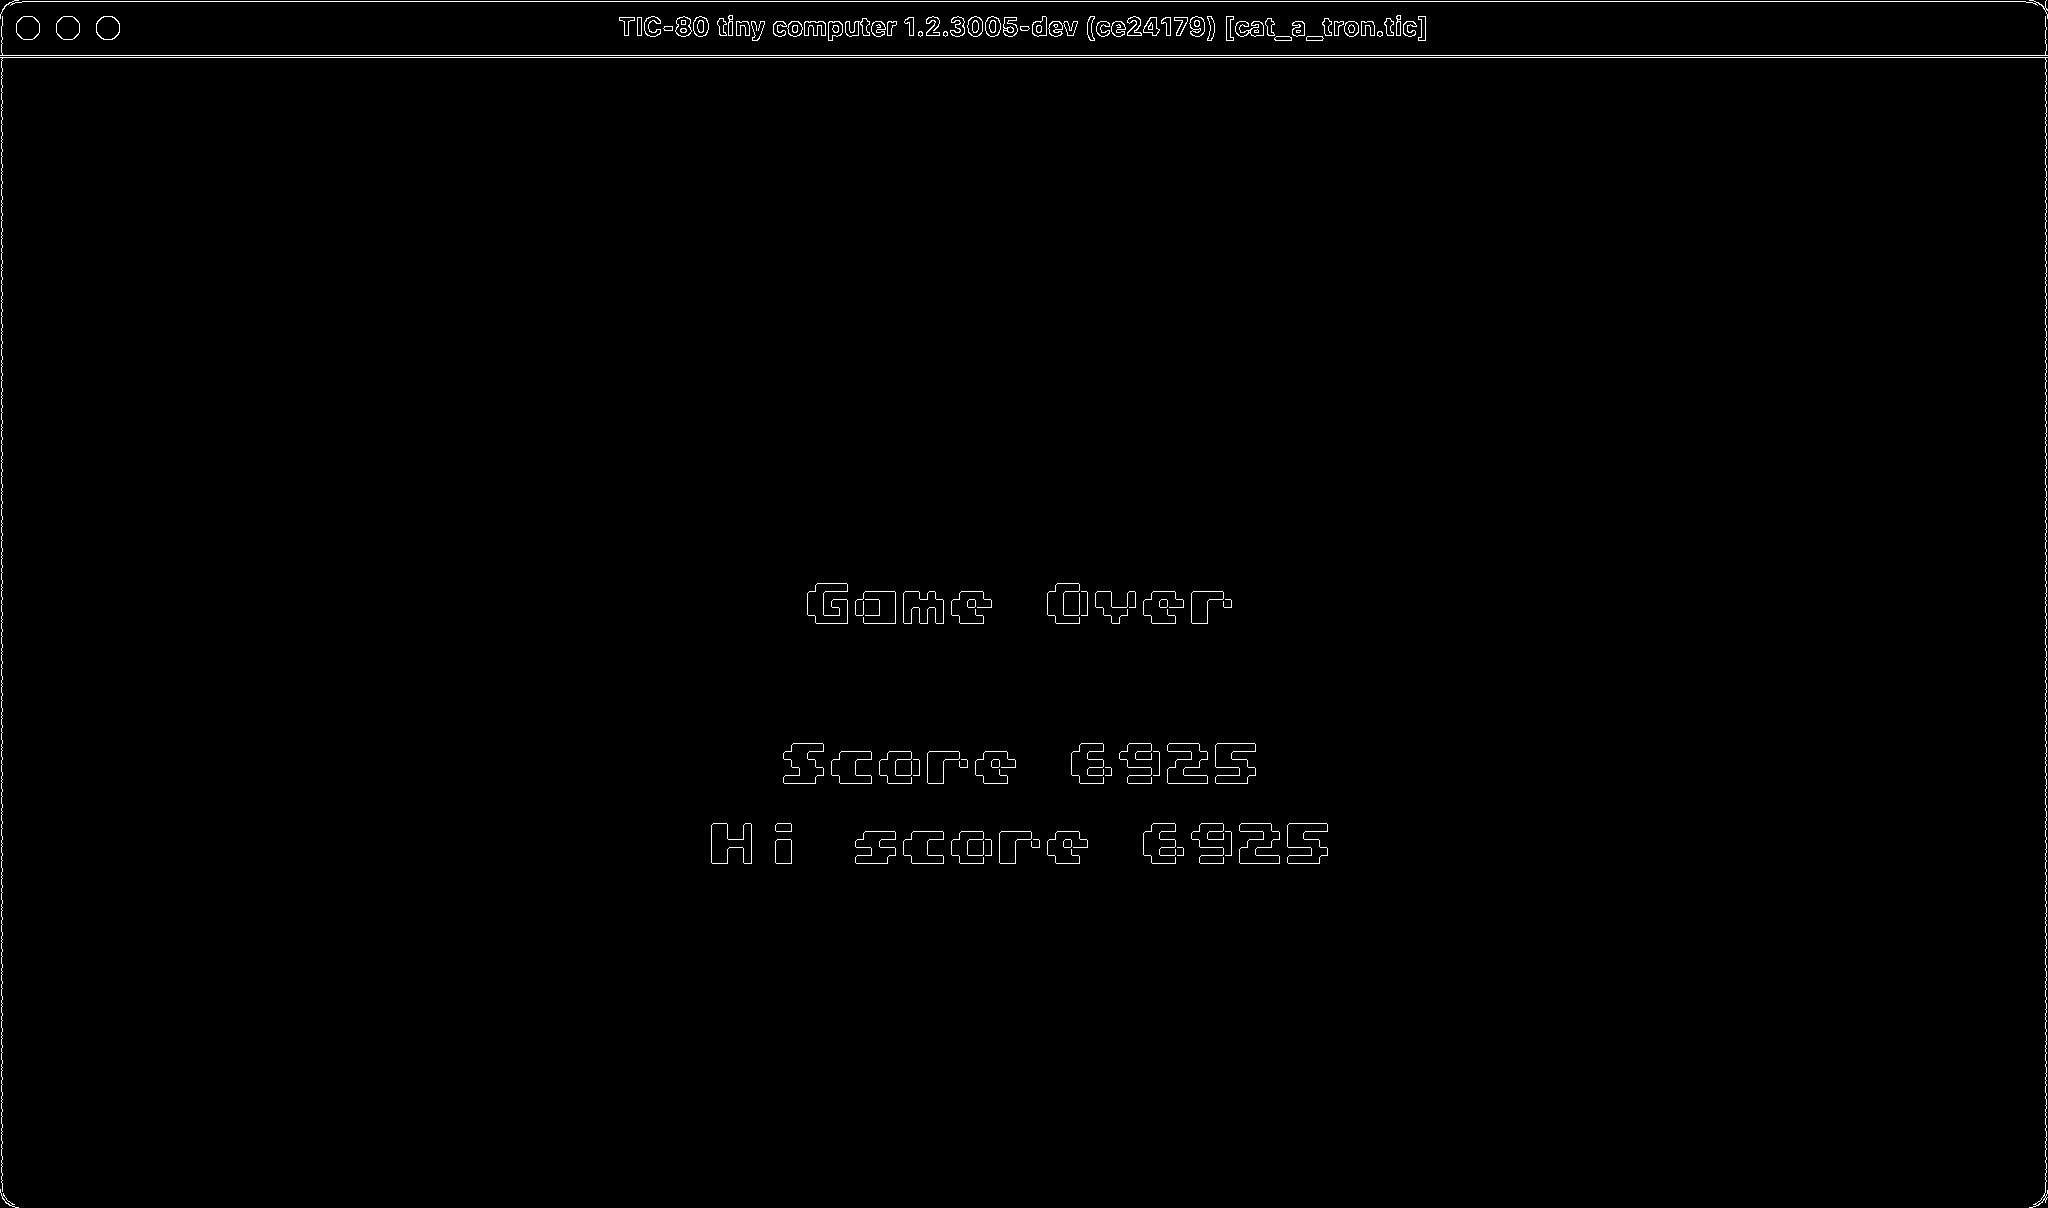 TIC-80 tiny computer 1.2.3005-dev (ce24179) [cat_a_tron.tic]
Game Over
Score 6925
Hi score 6925